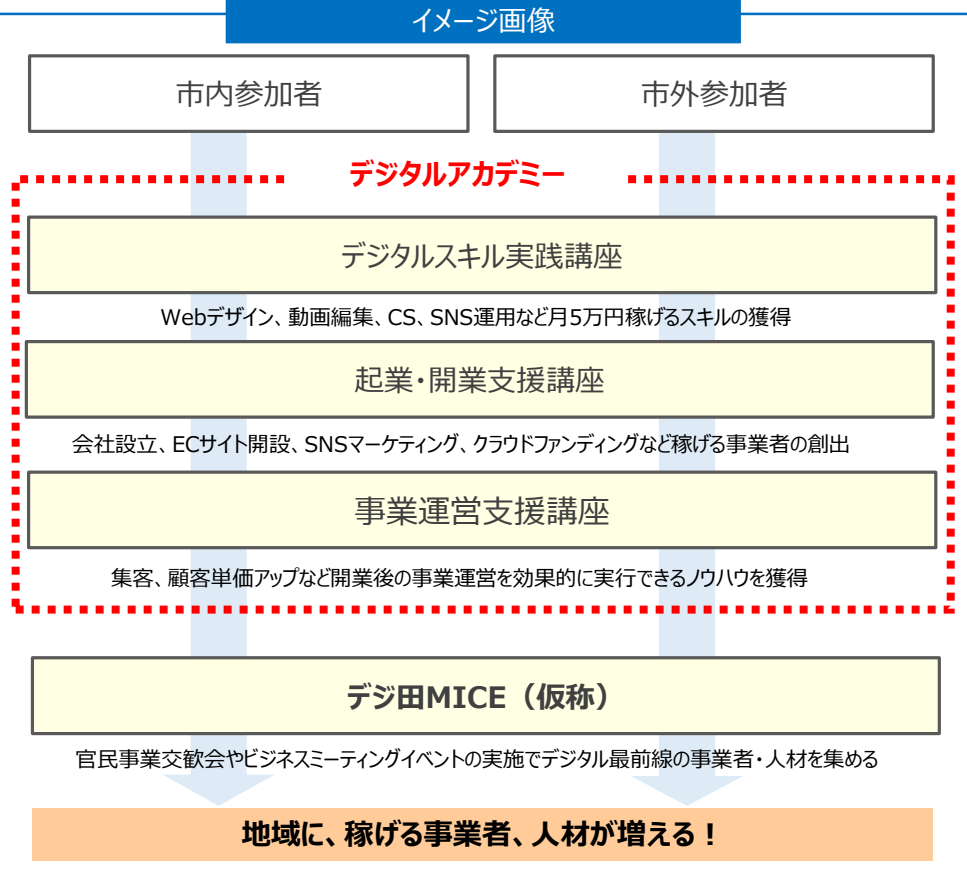 イメージ画像
市内参加者
市外参加者
デジタルアカデミー
デジタルスキル実践講座
Webデザイン、動画編集、CS、SNS運用など月5万円稼げるスキルの獲得
起業・開業支援講座
会社設立、ECサイト開設、SNSマーケティング、クラウドファンディングなど稼げる事業者の創出
事業運営支援講座
集客、顧客単価アップなど開業後の事業運営を効果的に実行できるノウハウを獲得
デジ田MICE（仮称）
官民事業交歓会やビジネスミーティングイベントの実施でデジタル最前線の事業者・人材を集める
地域に、稼げる事業者、人材が増える！